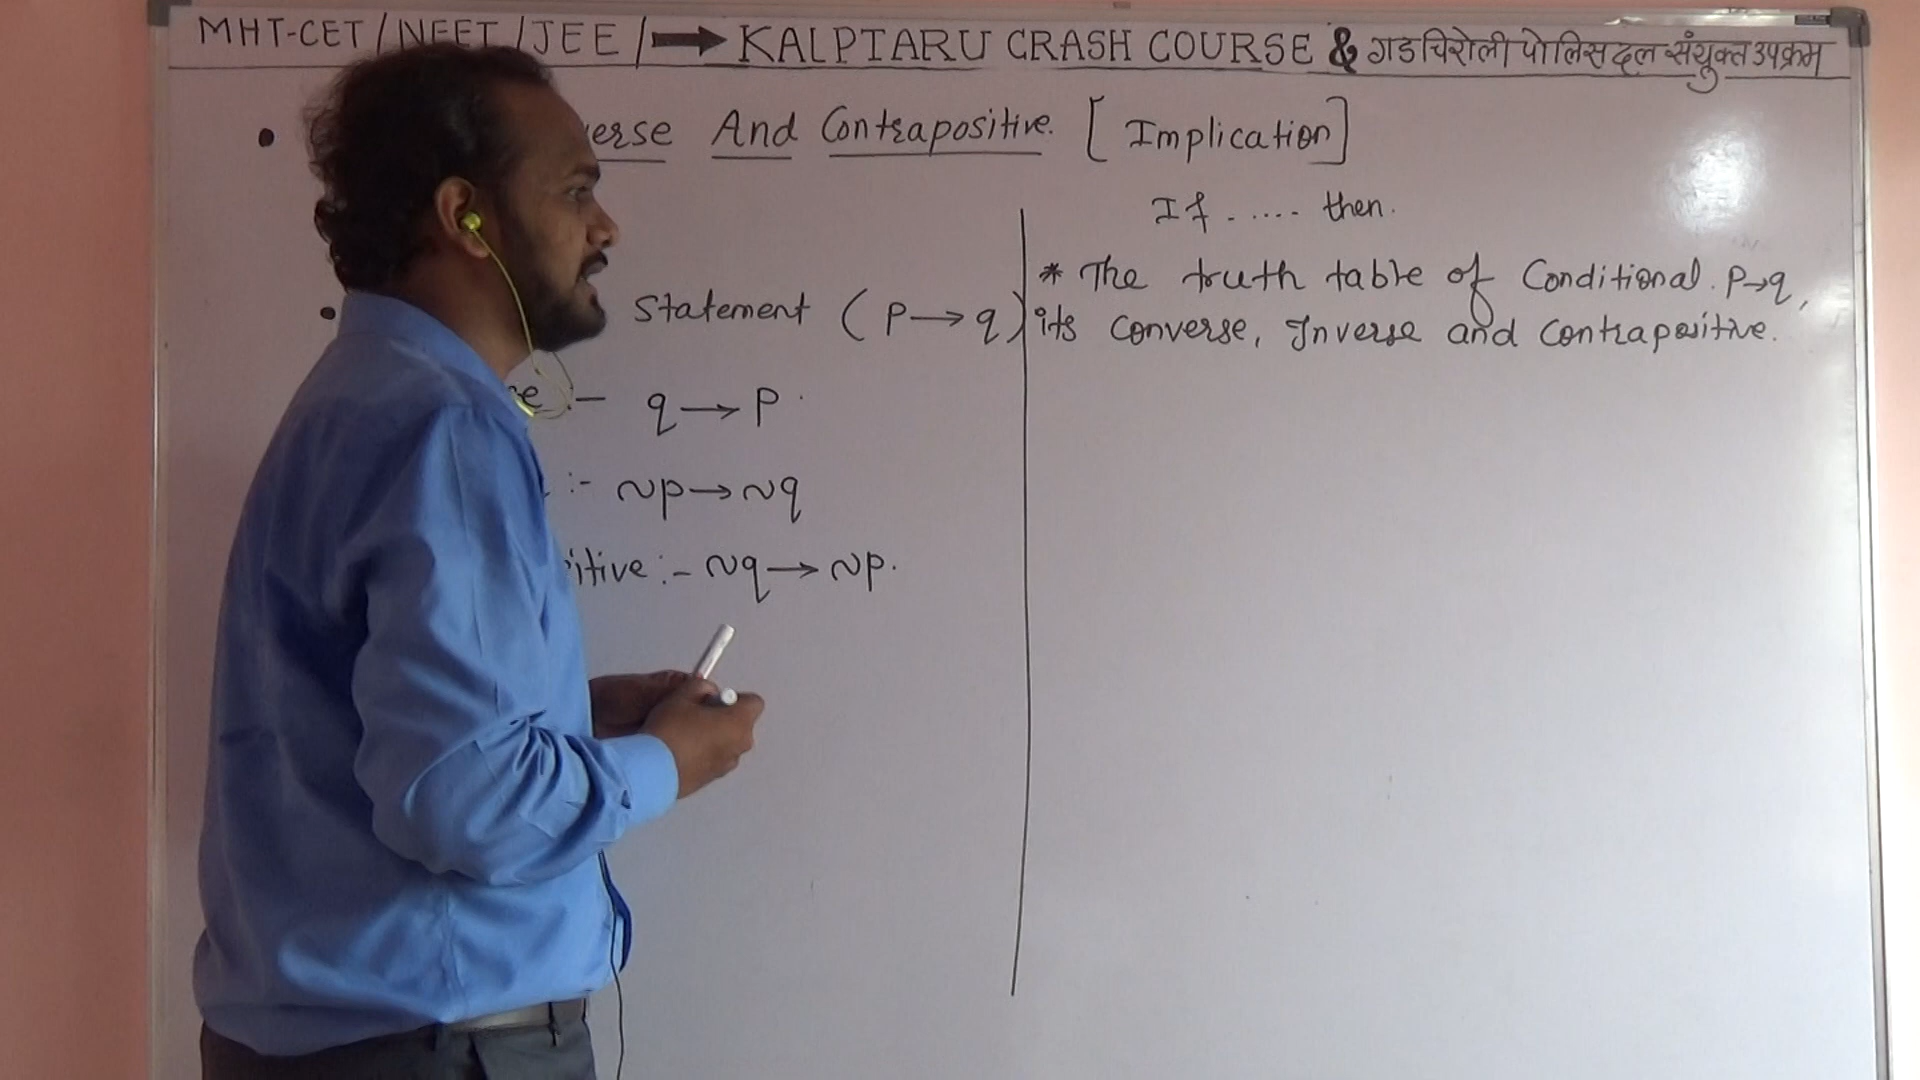 MHT-CET / NEET / JEE / → KALPTARU CRASH COURSE & गडचिरोली पोलिस दल संयुक्त उपक्रम
• erse And Contrapositive. [ Implication ]
If ...... then.
• Statement ( p → q )
e – q → p.
:- ~p → ~q
itive :- ~q → ~p.
* The truth table of Conditional. p→q,
its converse, Inverse and contrapositive.